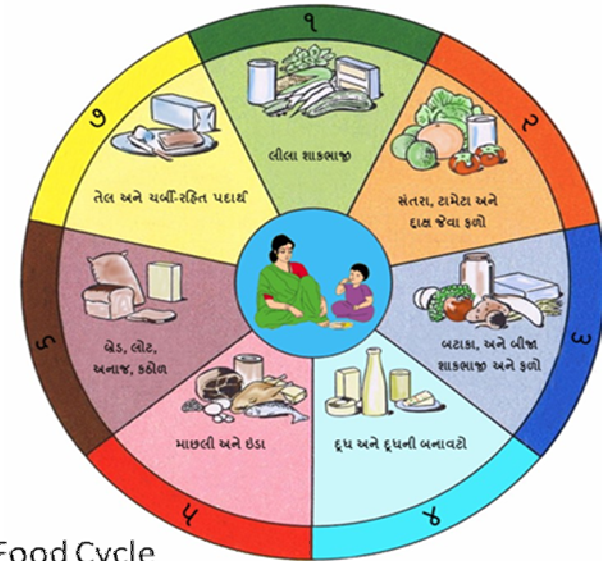 ૧
લીલા શાકભાજી
૨
સંતરા, ટામેટા અને
દ્રાક્ષ જેવા ફળો
૩
બટાકા, અને બીજા
શાકભાજી અને ફળો
૪
દૂધ અને દૂધની બનાવટો
૫
માછલી અને ઇંડા
૬
બ્રેડ, લોટ,
અનાજ, કઠોળ
૭
તેલ અને ચર્બી-રહિત પદાર્થ
Food Cycle